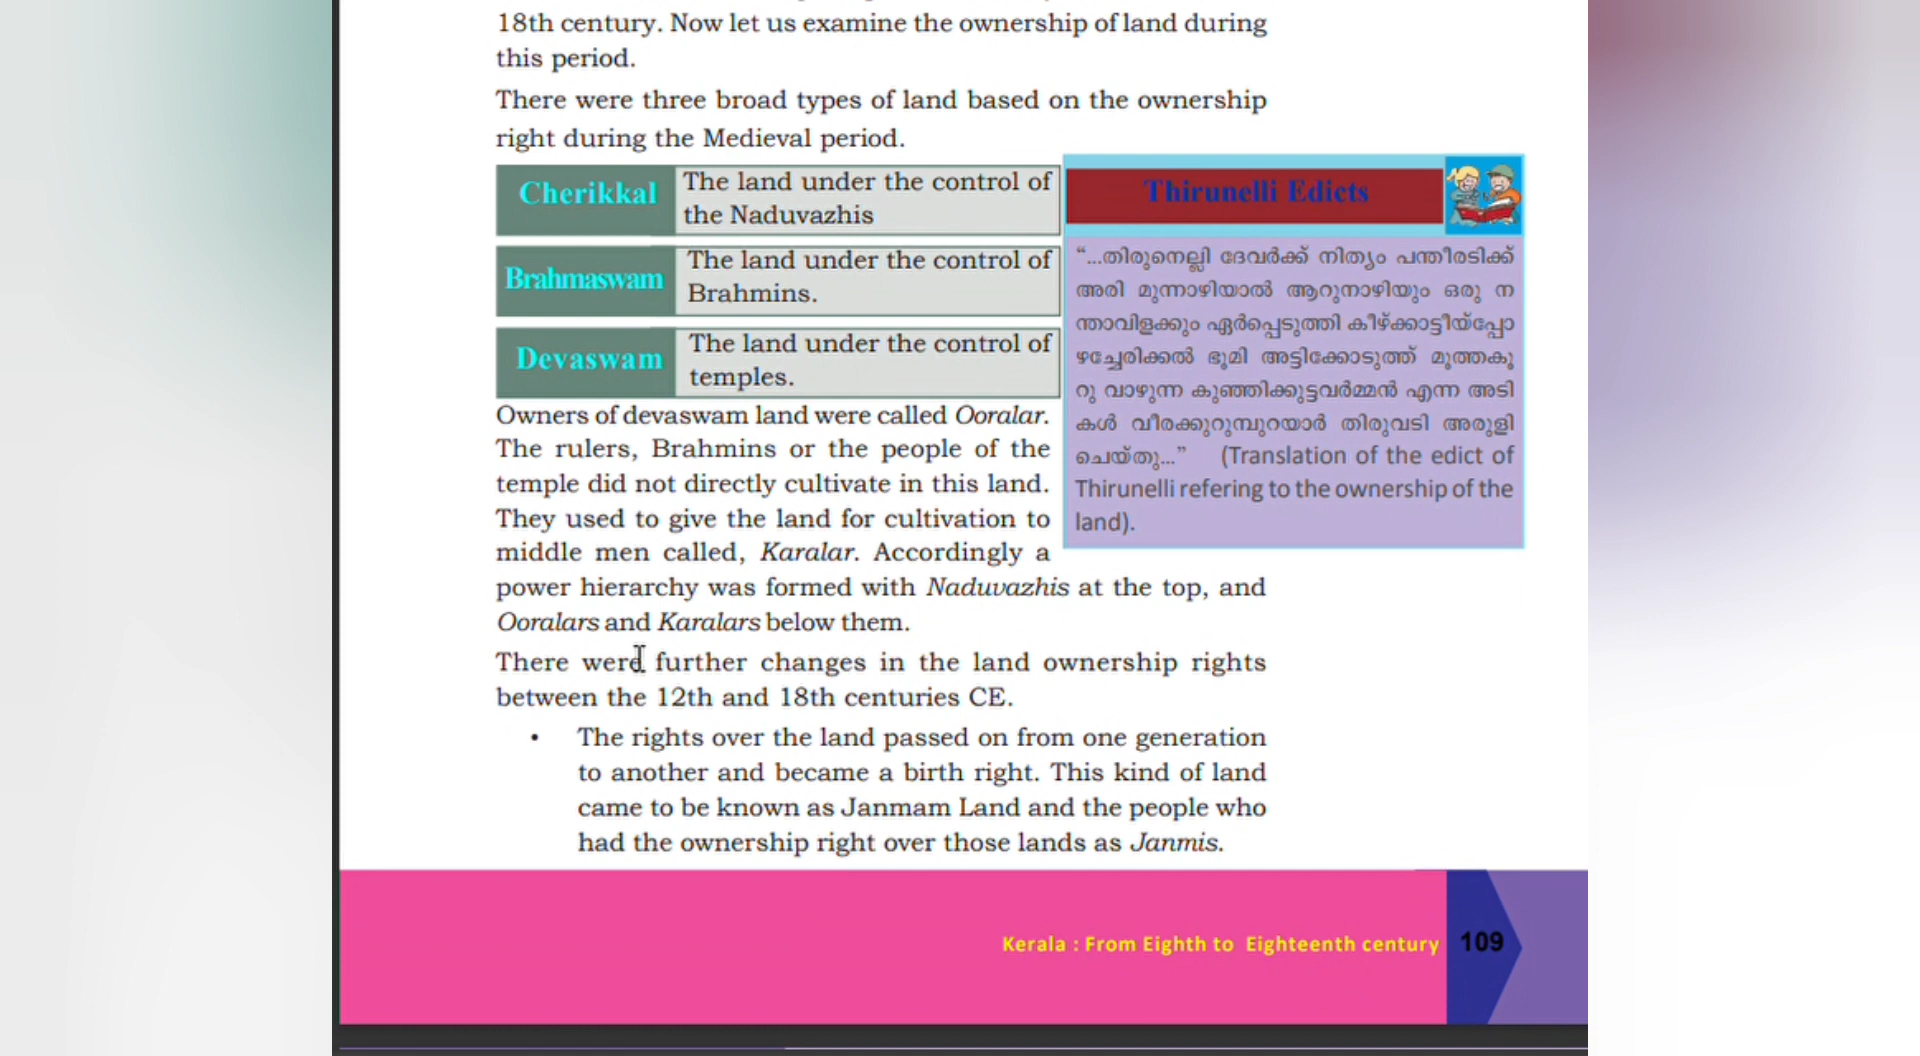 18th century. Now let us examine the ownership of land during
this period.
There were three broad types of land based on the ownership
right during the Medieval period.
Cherikkal
The land under the control of
the Naduvazhis
Brahmaswam
The land under the control of
Brahmins.
Devaswam
The land under the control of
temples.
Thirunelli Edicts
“...തിരുനെല്ലി ദേവർക്ക് നിത്യം പന്തീരടിക്ക്
അരി മുന്നാഴിയാൽ ആറുനാഴിയും ഒരു ന
ന്താവിളക്കും ഏർപ്പെടുത്തി കീഴ്ക്കാട്ടീയ്പ്പോ
ഴച്ചേരിക്കൽ ഭൂമി അട്ടിക്കോടുത്ത് മൂത്തകൂ
റു വാഴുന്ന കുഞ്ഞിക്കുട്ടവർമ്മൻ എന്ന അടി
കൾ വീരക്കുറുമ്പുറയാർ തിരുവടി അരുളി
ചെയ്തു...” (Translation of the edict of
Thirunelli refering to the ownership of the
land).
Owners of devaswam land were called Ooralar.
The rulers, Brahmins or the people of the
temple did not directly cultivate in this land.
They used to give the land for cultivation to
middle men called, Karalar. Accordingly a
power hierarchy was formed with Naduvazhis at the top, and
Ooralars and Karalars below them.
There were further changes in the land ownership rights
between the 12th and 18th centuries CE.
• The rights over the land passed on from one generation
to another and became a birth right. This kind of land
came to be known as Janmam Land and the people who
had the ownership right over those lands as Janmis.
Kerala : From Eighth to Eighteenth century
109